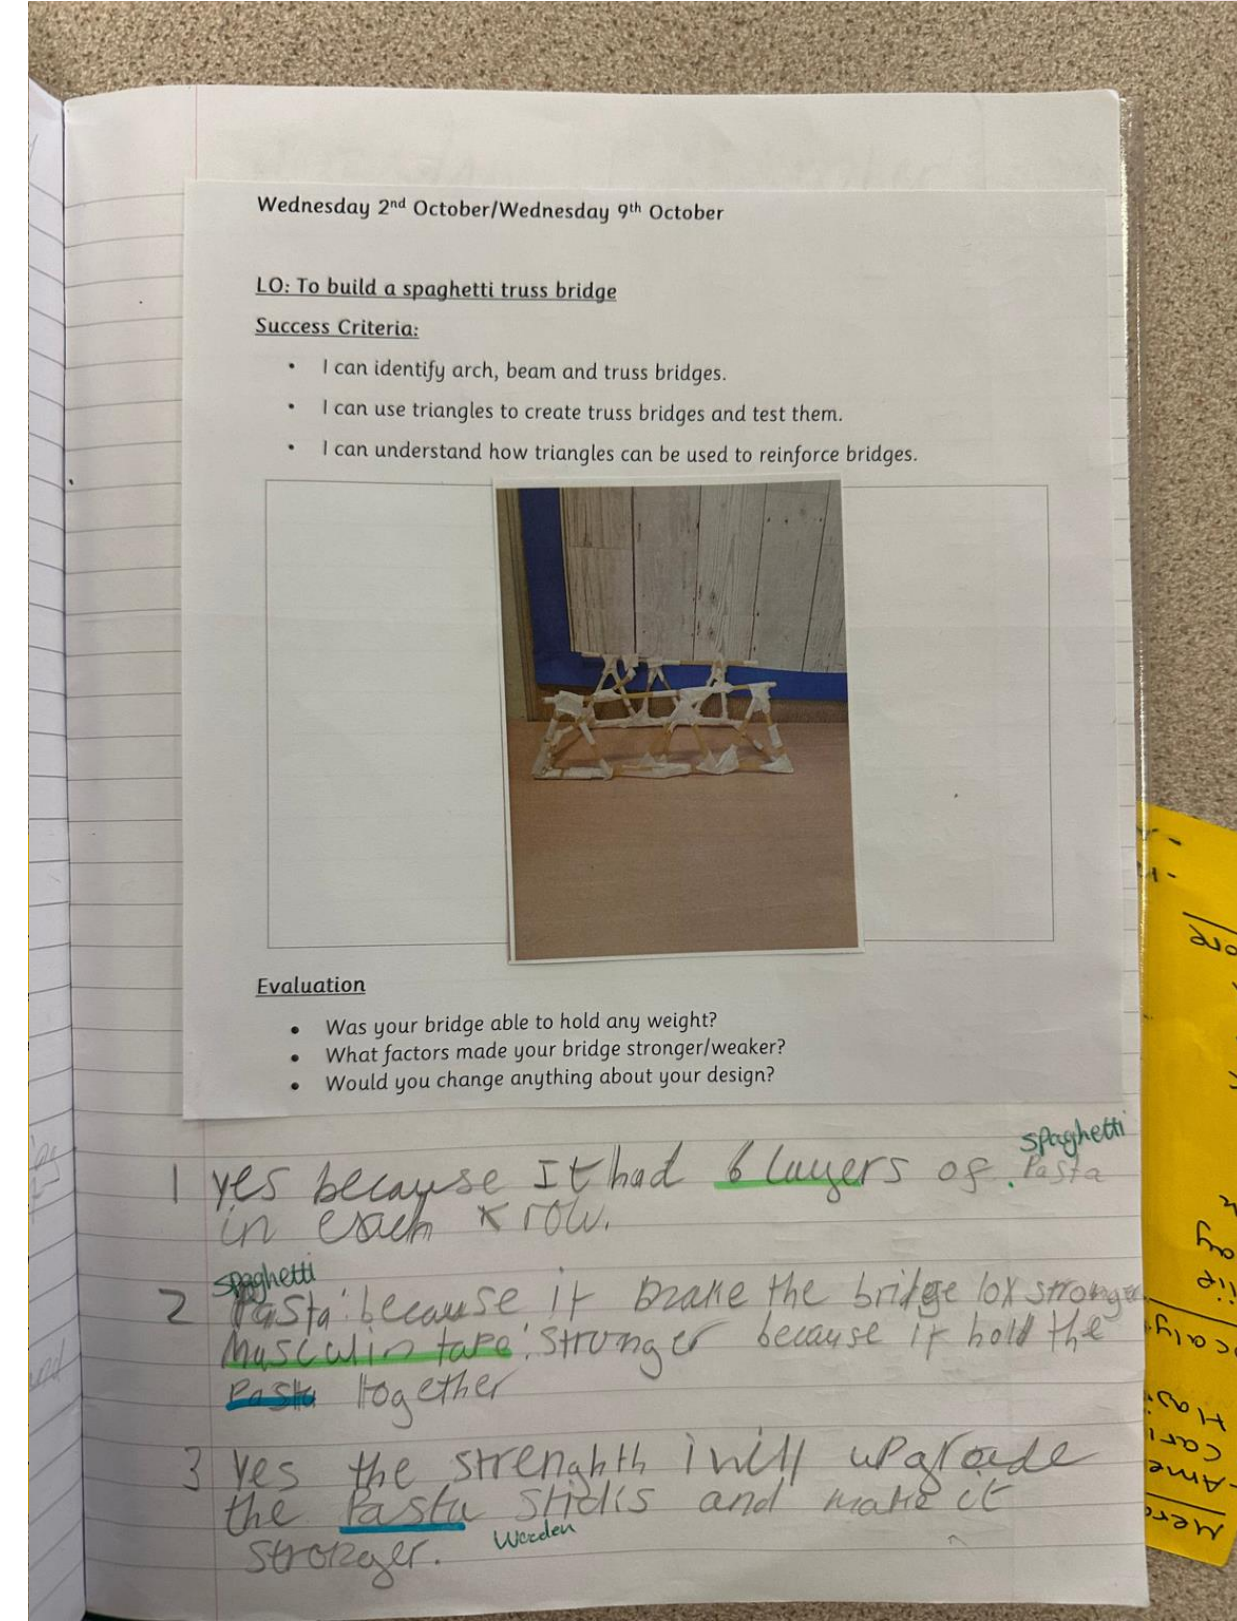 Wednesday 2nd October/Wednesday 9th October
LO: To build a spaghetti truss bridge
Success Criteria:
• I can identify arch, beam and truss bridges.
• I can use triangles to create truss bridges and test them.
• I can understand how triangles can be used to reinforce bridges.
Evaluation
• Was your bridge able to hold any weight?
• What factors made your bridge stronger/weaker?
• Would you change anything about your design?
spaghetti
1 yes because It had 6 layers of Pasta
in each row.
spaghetti
2 Pasta: because it make the bridge 10x stronger
Musculin tape: stronger because it hold the
Pasta together
3 Yes the strenghth i will upgrade
the Pasta sticks and make it
Wooden
stronger.